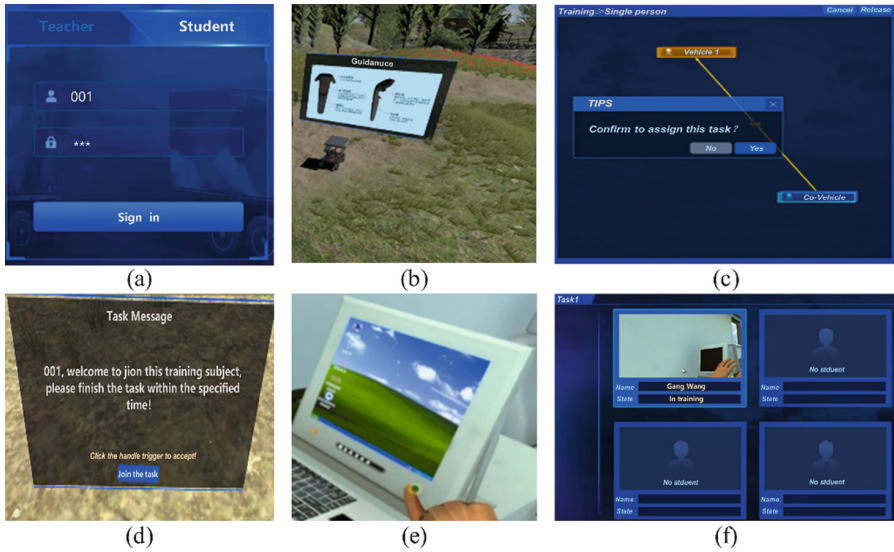 Teacher Student
001
***
Sign in
(a)
Guidanuce
(b)
Training->Single person Cancel Release
Vehicle 1
TIPS
Confirm to assign this task?
No Yes
Co-Vehicle
(c)
Task Message
001, welcome to jion this training subject,
please finish the task within the specified
time!
Click the handle trigger to accept!
Join the task
(d)
(e)
Task1
Name Gang Wang
State In training
No stduent
Name
State
No stduent
Name
State
No stduent
Name
State
(f)